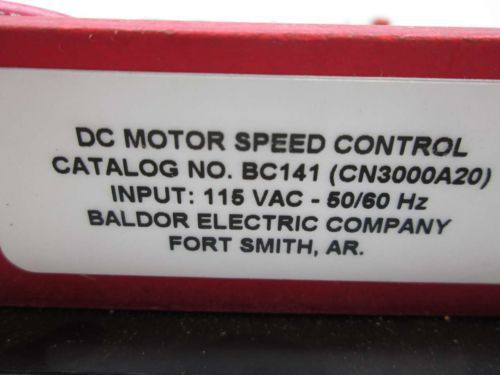 DC MOTOR SPEED CONTROL
CATALOG NO. BC141 (CN3000A20)
INPUT: 115 VAC - 50/60 Hz
BALDOR ELECTRIC COMPANY
FORT SMITH, AR.